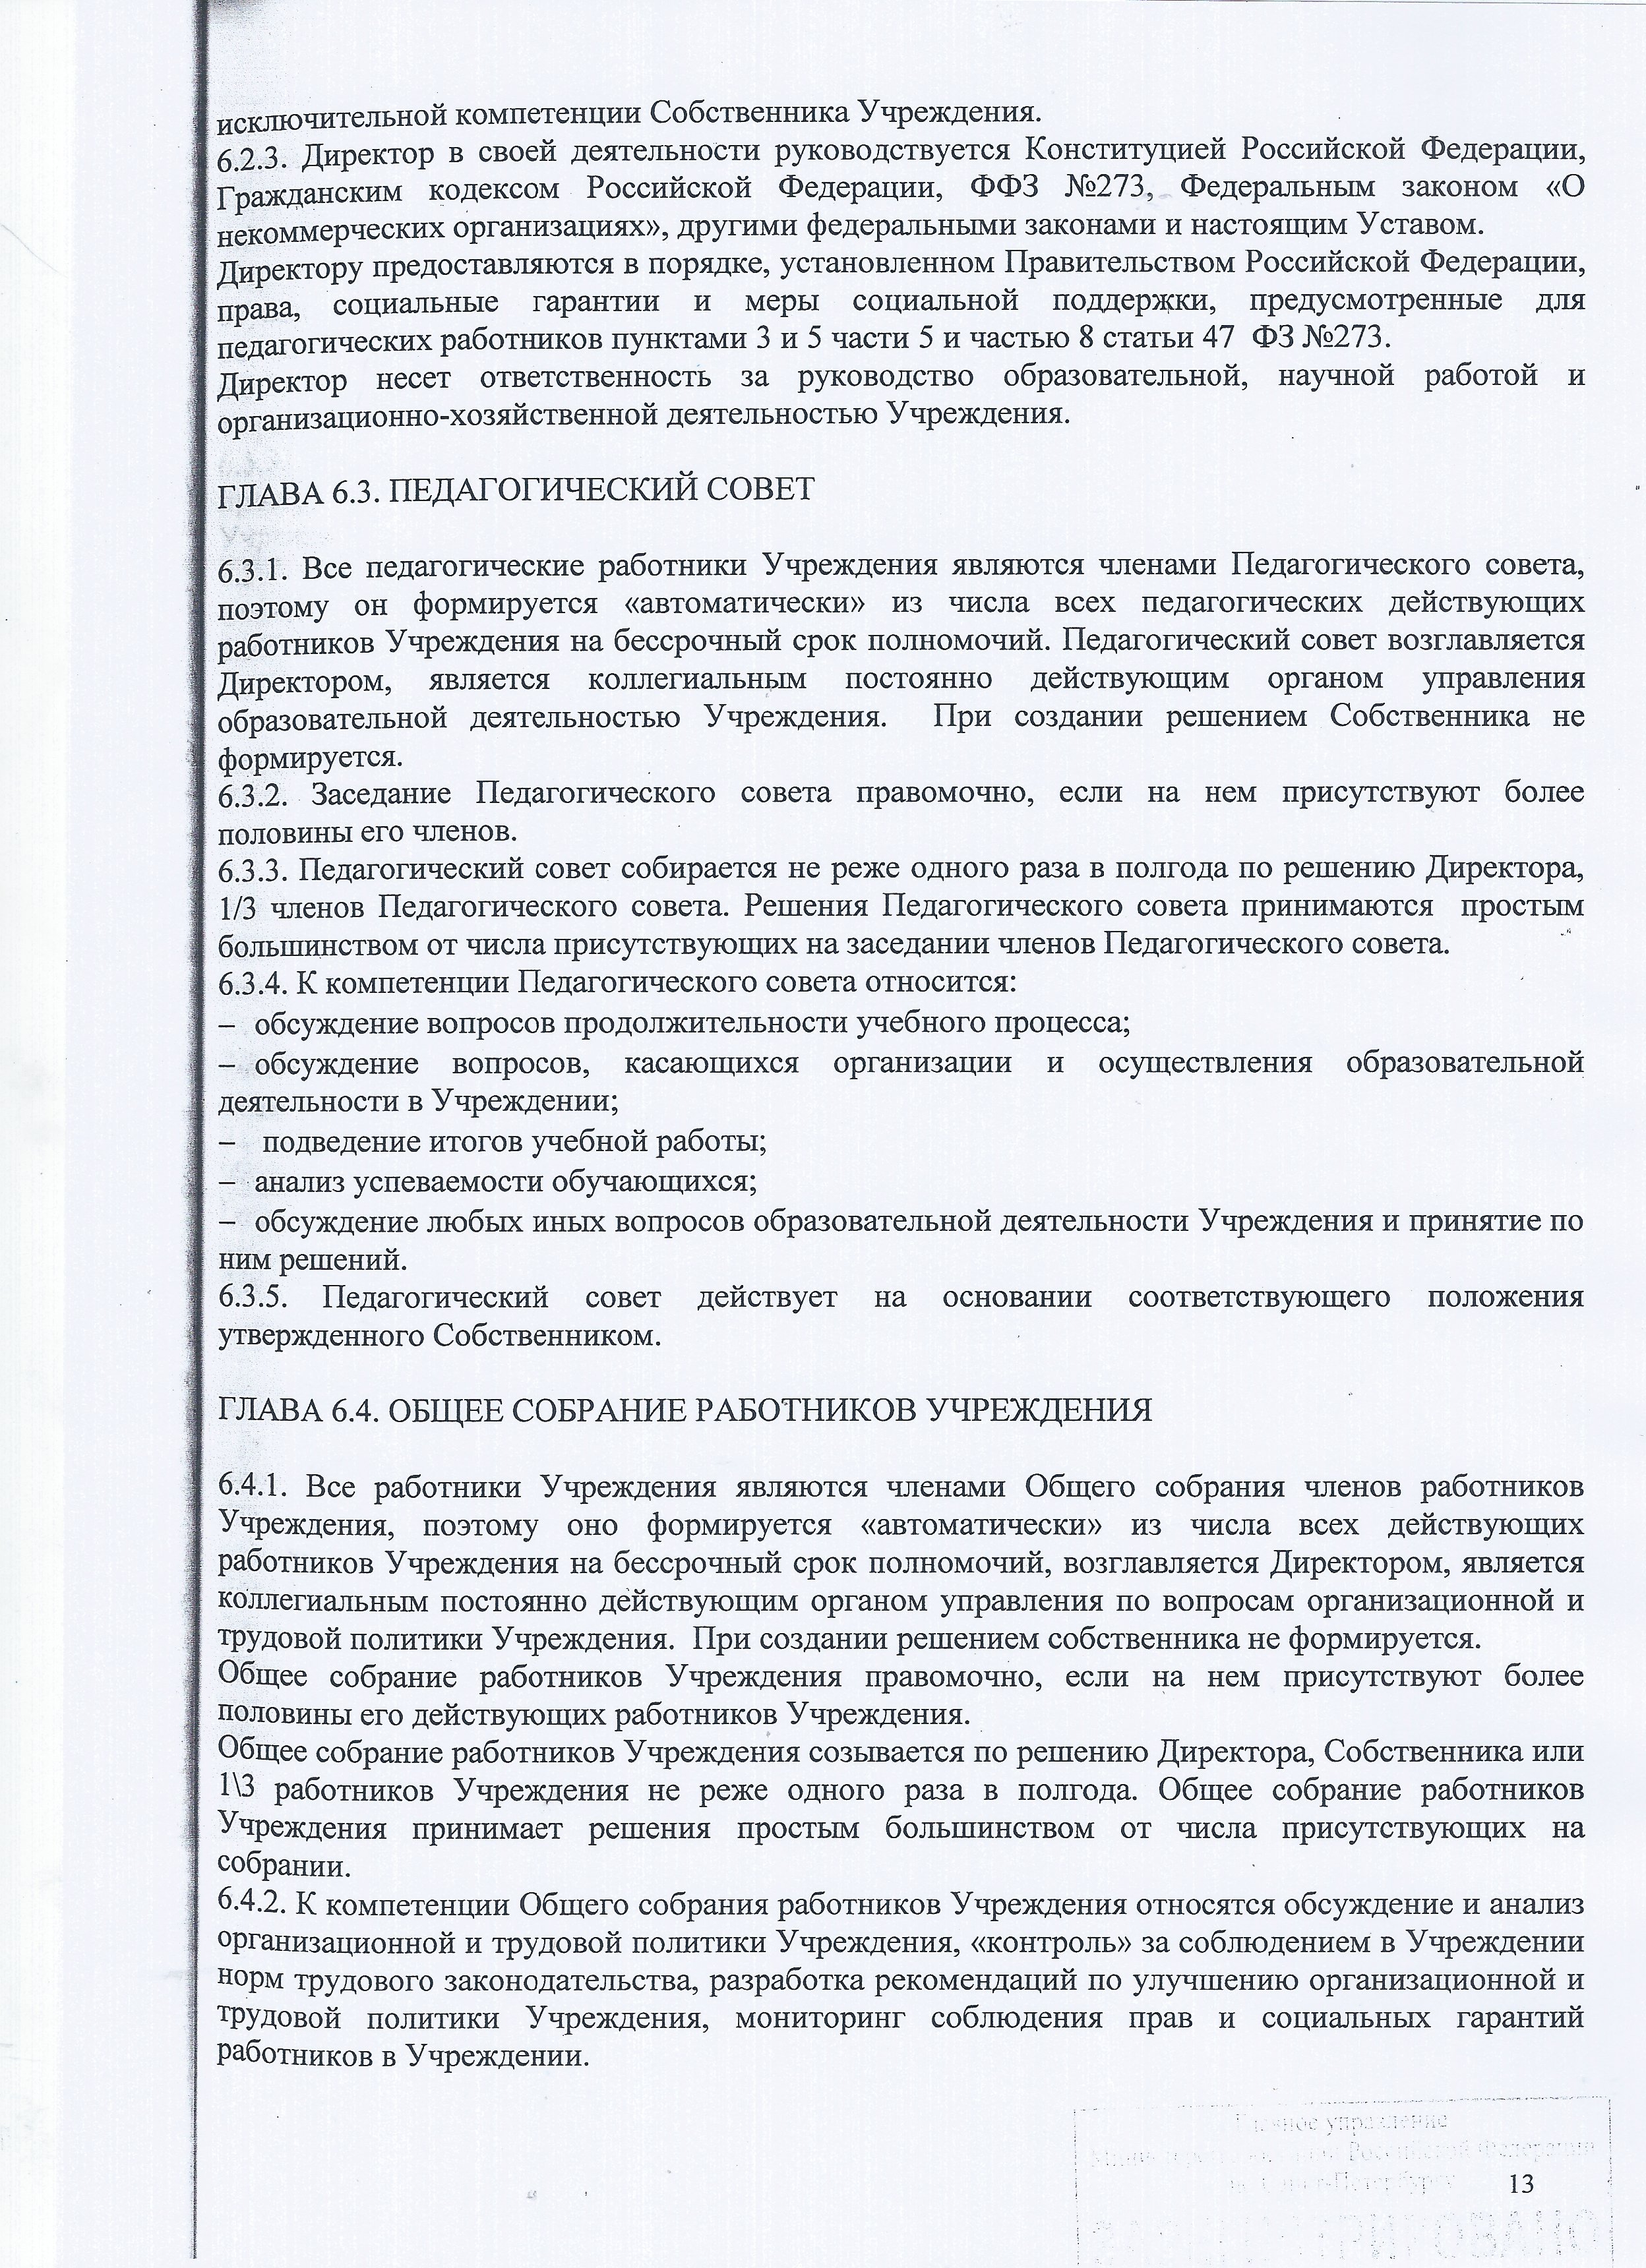 исключительной компетенции Собственника Учреждения.
6.2.3. Директор в своей деятельности руководствуется Конституцией Российской Федерации,
Гражданским кодексом Российской Федерации, ФФЗ №273, Федеральным законом «О
некоммерческих организациях», другими федеральными законами и настоящим Уставом.
Директору предоставляются в порядке, установленном Правительством Российской Федерации,
права, социальные гарантии и меры социальной поддержки, предусмотренные для
педагогических работников пунктами 3 и 5 части 5 и частью 8 статьи 47 ФЗ №273.
Директор несет ответственность за руководство образовательной, научной работой и
организационно-хозяйственной деятельностью Учреждения.
ГЛАВА 6.3. ПЕДАГОГИЧЕСКИЙ СОВЕТ
6.3.1. Все педагогические работники Учреждения являются членами Педагогического совета,
поэтому он формируется «автоматически» из числа всех педагогических действующих
работников Учреждения на бессрочный срок полномочий. Педагогический совет возглавляется
Директором, является коллегиальным постоянно действующим органом управления
образовательной деятельностью Учреждения. При создании решением Собственника не
формируется.
6.3.2. Заседание Педагогического совета правомочно, если на нем присутствуют более
половины его членов.
6.3.3. Педагогический совет собирается не реже одного раза в полгода по решению Директора,
1/3 членов Педагогического совета. Решения Педагогического совета принимаются простым
большинством от числа присутствующих на заседании членов Педагогического совета.
6.3.4. К компетенции Педагогического совета относится:
– обсуждение вопросов продолжительности учебного процесса;
– обсуждение вопросов, касающихся организации и осуществления образовательной
деятельности в Учреждении;
– подведение итогов учебной работы;
– анализ успеваемости обучающихся;
– обсуждение любых иных вопросов образовательной деятельности Учреждения и принятие по
ним решений.
6.3.5. Педагогический совет действует на основании соответствующего положения
утвержденного Собственником.
ГЛАВА 6.4. ОБЩЕЕ СОБРАНИЕ РАБОТНИКОВ УЧРЕЖДЕНИЯ
6.4.1. Все работники Учреждения являются членами Общего собрания членов работников
Учреждения, поэтому оно формируется «автоматически» из числа всех действующих
работников Учреждения на бессрочный срок полномочий, возглавляется Директором, является
коллегиальным постоянно действующим органом управления по вопросам организационной и
трудовой политики Учреждения. При создании решением собственника не формируется.
Общее собрание работников Учреждения правомочно, если на нем присутствуют более
половины его действующих работников Учреждения.
Общее собрание работников Учреждения созывается по решению Директора, Собственника или
1\3 работников Учреждения не реже одного раза в полгода. Общее собрание работников
Учреждения принимает решения простым большинством от числа присутствующих на
собрании.
6.4.2. К компетенции Общего собрания работников Учреждения относятся обсуждение и анализ
организационной и трудовой политики Учреждения, «контроль» за соблюдением в Учреждении
норм трудового законодательства, разработка рекомендаций по улучшению организационной и
трудовой политики Учреждения, мониторинг соблюдения прав и социальных гарантий
работников в Учреждении.
управление
Российской Федерации
13